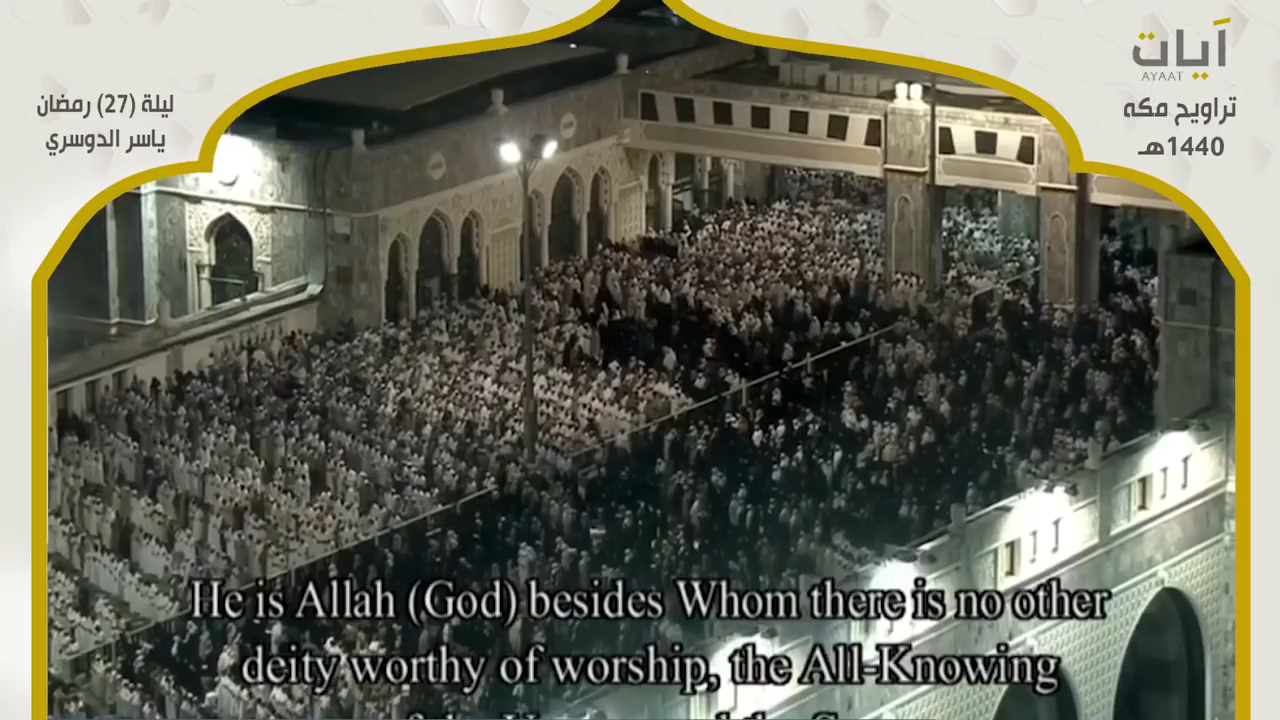 آيات
AYAAT
تراويح مكه
1440هـ
ليلة (27) رمضان
ياسر الدوسري
He is Allah (God) besides Whom there is no other
deity worthy of worship, the All-Knowing